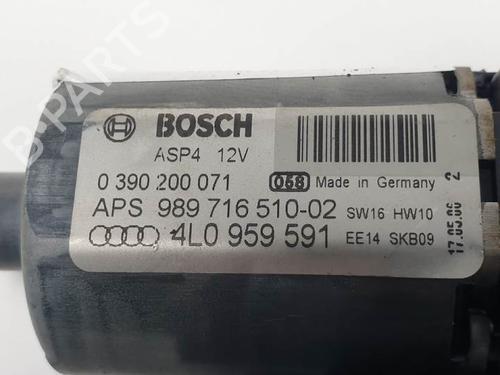 B-PARTS
BOSCH
ASP4 12V
0 390 200 071 058 Made in Germany
APS 989 716 510-02 SW16 HW10
4L0 959 591 EE14 SKB09
17.05.06 2